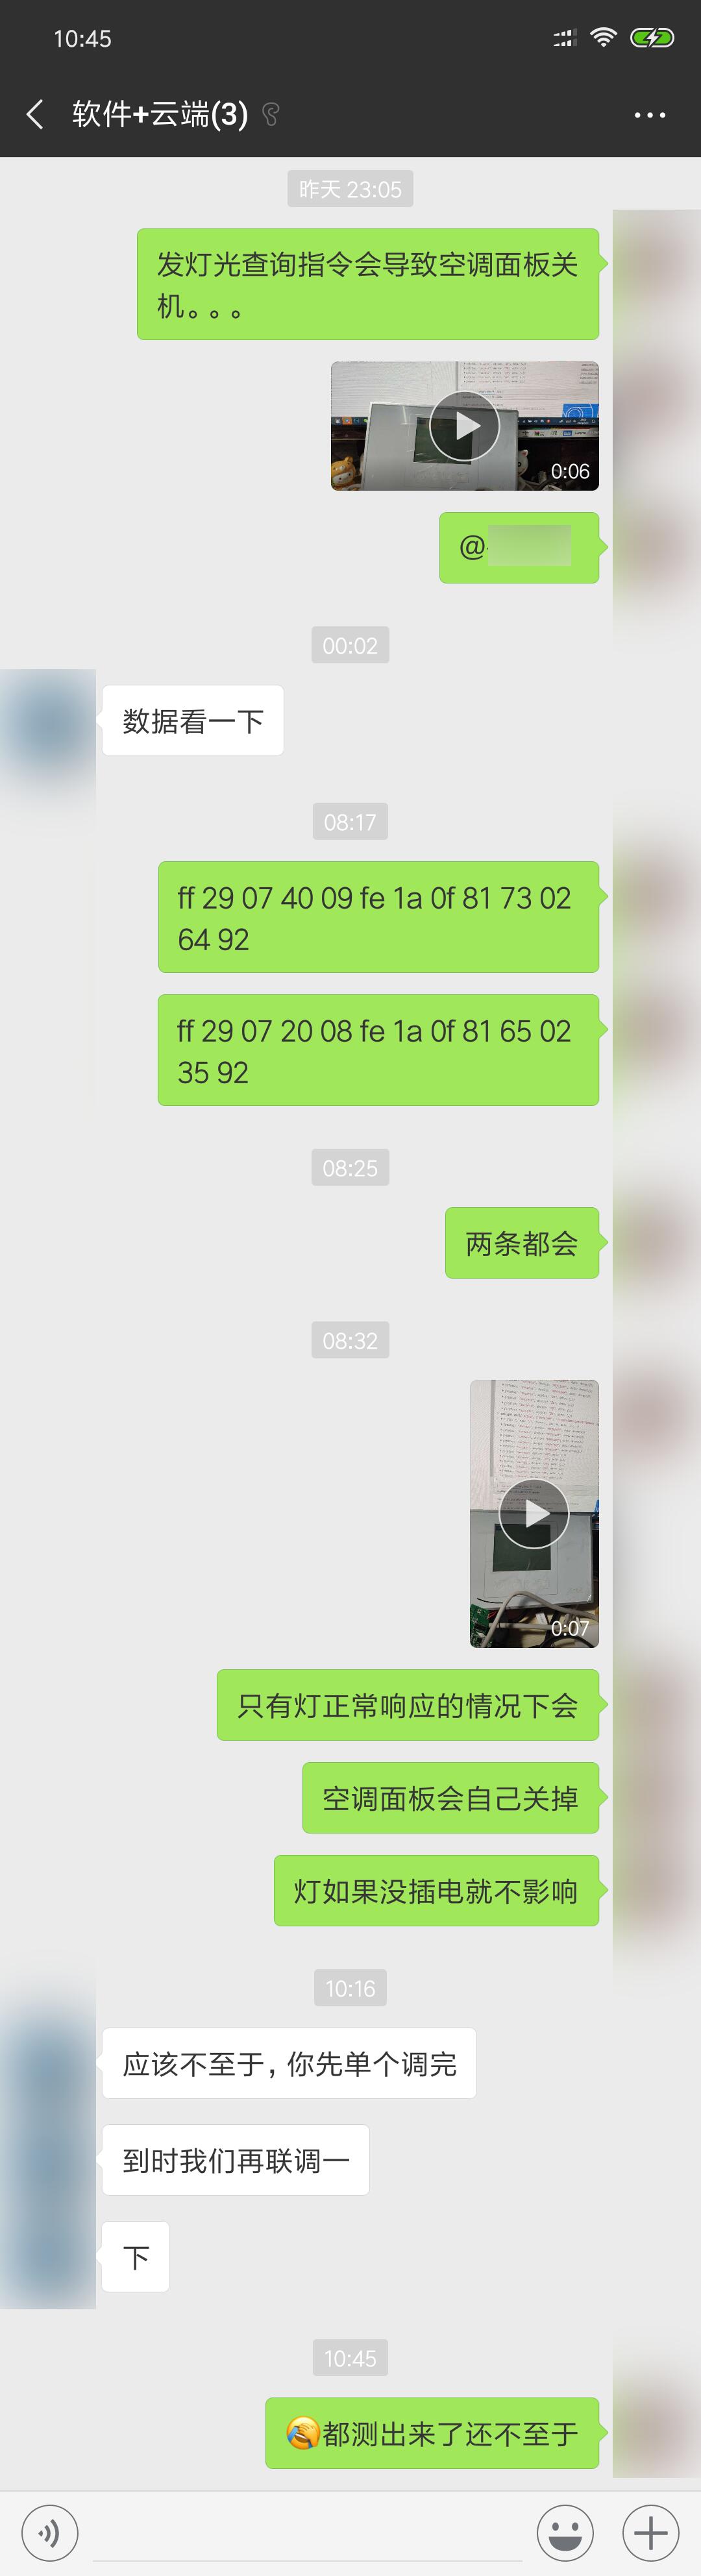 10:45
软件+云端(3)
昨天 23:05
发灯光查询指令会导致空调面板关
机。。。
0:06
@
00:02
数据看一下
08:17
ff 29 07 40 09 fe 1a 0f 81 73 02
64 92
ff 29 07 20 08 fe 1a 0f 81 65 02
35 92
08:25
两条都会
08:32
0:07
只有灯正常响应的情况下会
空调面板会自己关掉
灯如果没插电就不影响
10:16
应该不至于，你先单个调完
到时我们再联调一
下
10:45
🤣都测出来了还不至于